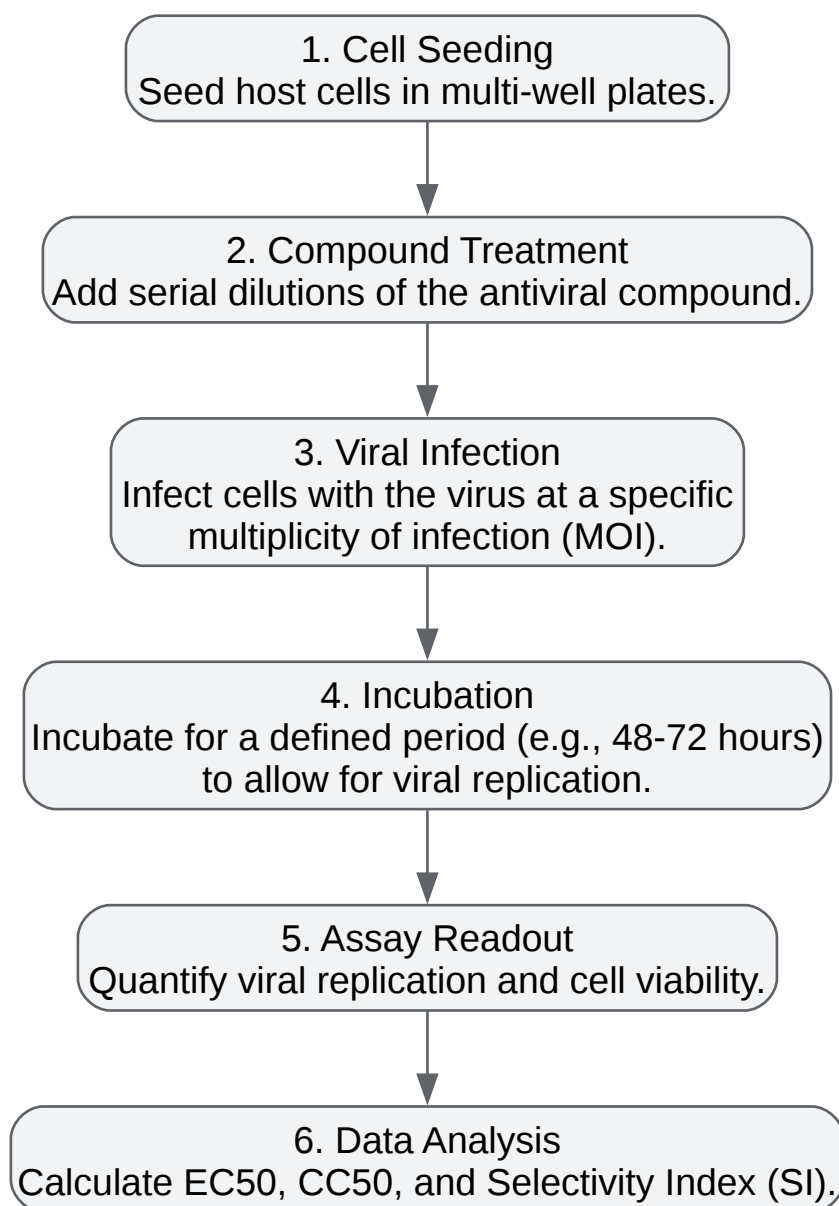 1. Cell Seeding
Seed host cells in multi-well plates.
2. Compound Treatment
Add serial dilutions of the antiviral compound.
3. Viral Infection
Infect cells with the virus at a specific
multiplicity of infection (MOI).
4. Incubation
Incubate for a defined period (e.g., 48-72 hours)
to allow for viral replication.
5. Assay Readout
Quantify viral replication and cell viability.
6. Data Analysis
Calculate EC50, CC50, and Selectivity Index (SI).